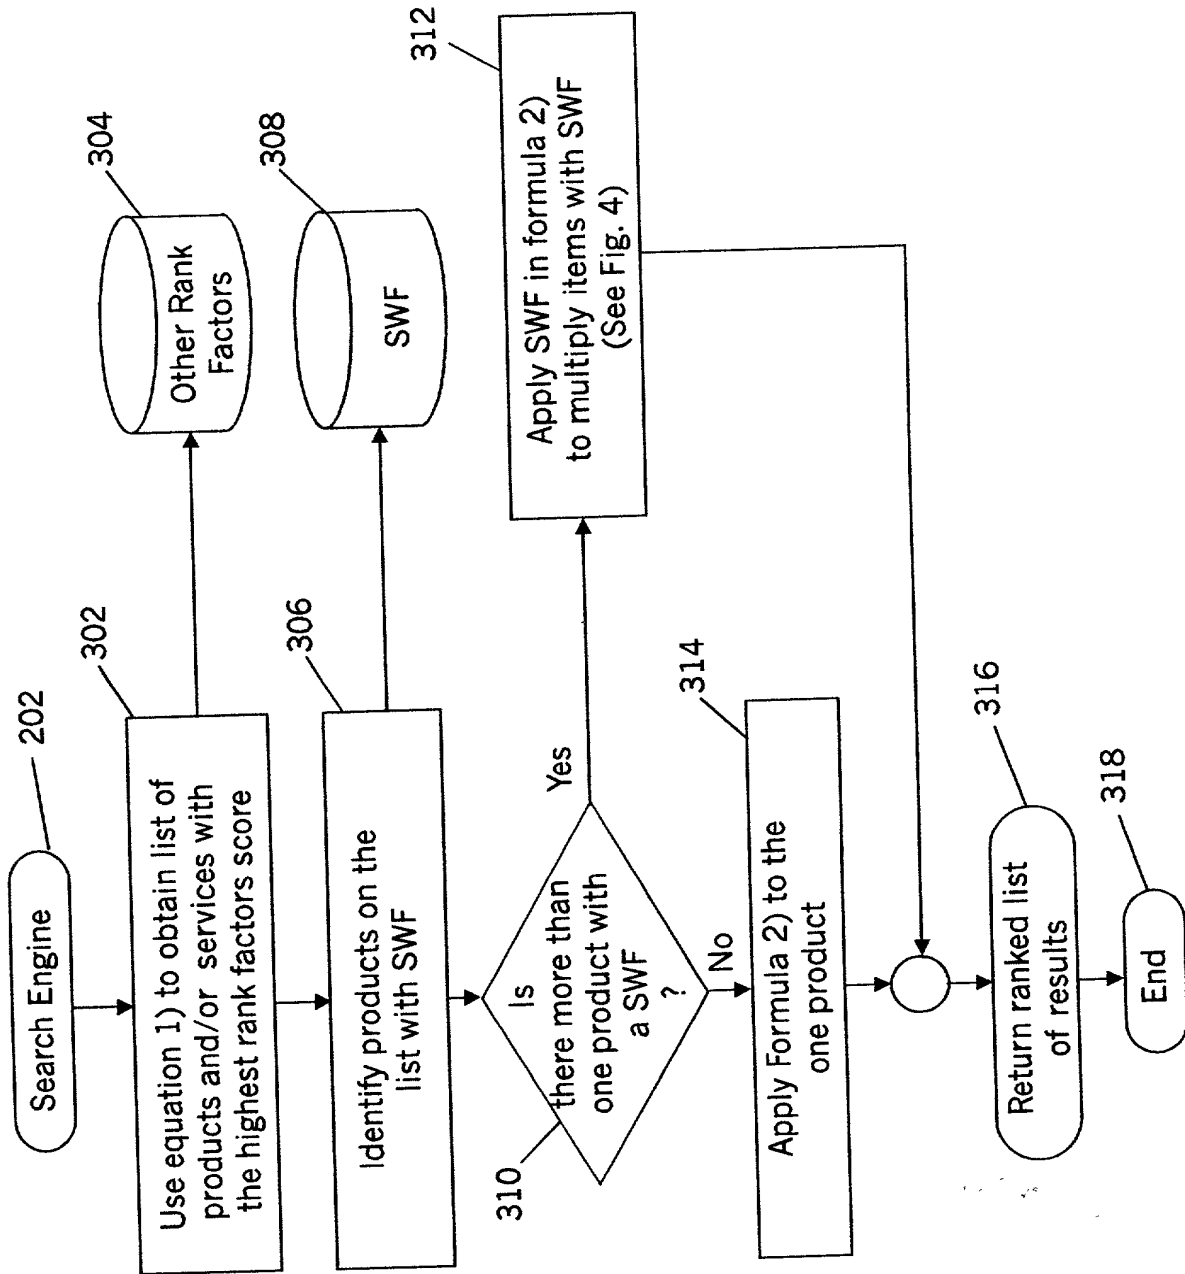 Search Engine
202
Use equation 1) to obtain list of
products and/or services with
the highest rank factors score
302
Other Rank
Factors
304
Identify products on the
list with SWF
306
SWF
308
Is
there more than
one product with
a SWF
?
310
Yes
No
Apply SWF in formula 2)
to multiply items with SWF
(See Fig. 4)
312
Apply Formula 2) to the
one product
314
Return ranked list
of results
316
End
318